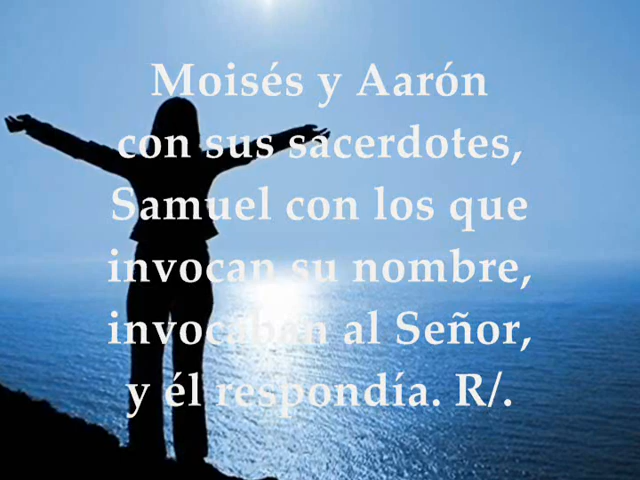 Moisés y Aarón
con sus sacerdotes,
Samuel con los que
invocan su nombre,
invocaban al Señor,
y él respondía. R/.